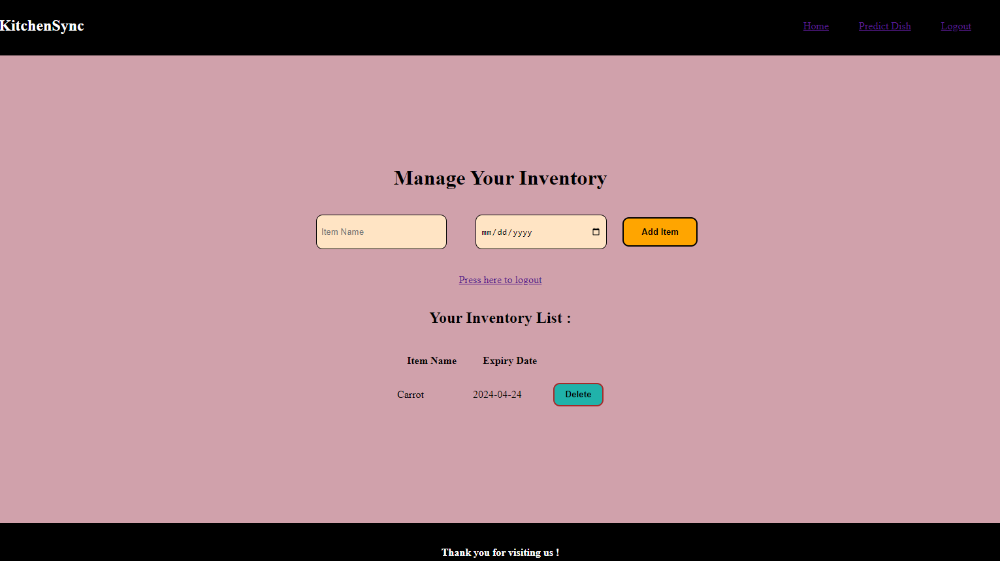 KitchenSync
Home Predict Dish Logout
Manage Your Inventory
Item Name mm/dd/yyyy Add Item
Press here to logout
Your Inventory List :
Item Name Expiry Date
Carrot 2024-04-24 Delete
Thank you for visiting us !